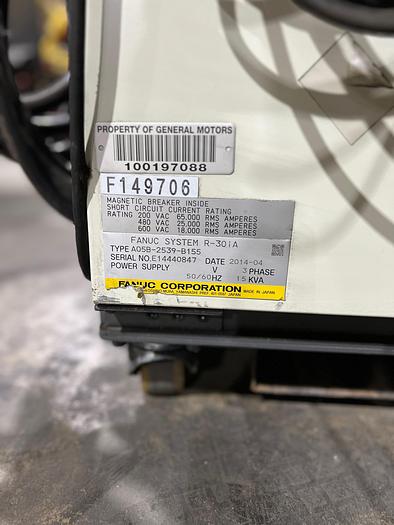 PROPERTY OF GENERAL MOTORS
100197088
F149706
MAGNETIC BREAKER INSIDE
SHORT CIRCUIT CURRENT RATING
RATING 200 VAC 65,000 RMS AMPERES
480 VAC 25,000 RMS AMPERES
600 VAC 18,000 RMS AMPERES
FANUC SYSTEM R-30iA
TYPE A05B-2539-B155
SERIAL NO. E14440847 DATE 2014-04
POWER SUPPLY V 3 PHASE
50/60HZ 15 KVA
FANUC CORPORATION MADE IN JAPAN
YAMANASHI PREF. JAPAN